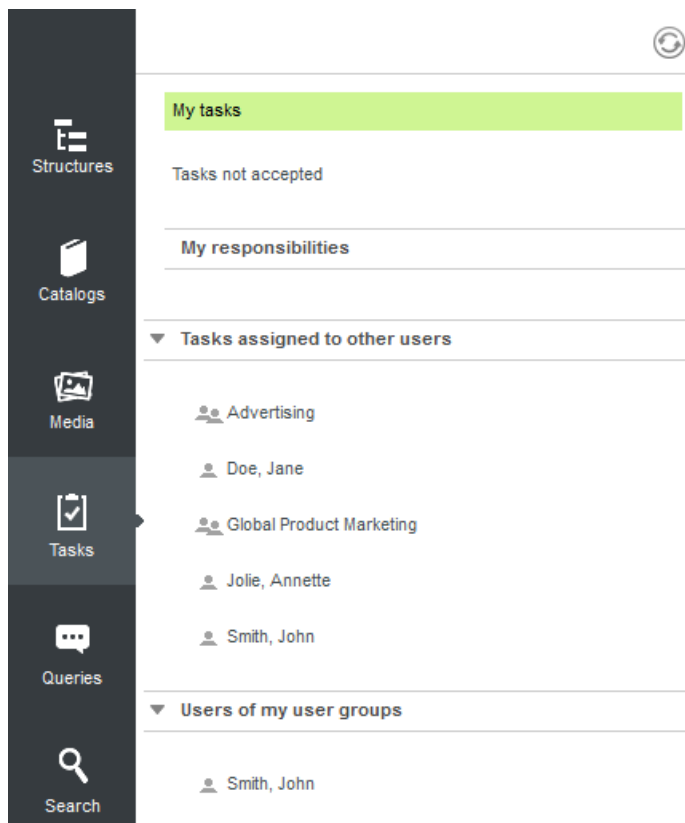 Structures
Catalogs
Media
Tasks
Queries
Search
My tasks
Tasks not accepted
My responsibilities
Tasks assigned to other users
Advertising
Doe, Jane
Global Product Marketing
Jolie, Annette
Smith, John
Users of my user groups
Smith, John